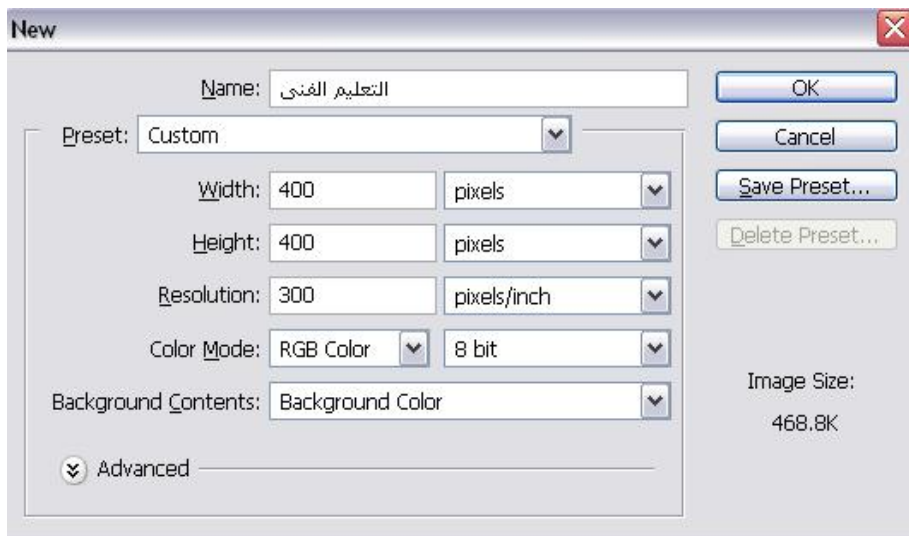 New
Name: التعليم الفنى
OK
Preset: Custom
Cancel
Width: 400 pixels
Save Preset...
Height: 400 pixels
Delete Preset...
Resolution: 300 pixels/inch
Color Mode: RGB Color 8 bit
Image Size:
Background Contents: Background Color
468.8K
Advanced